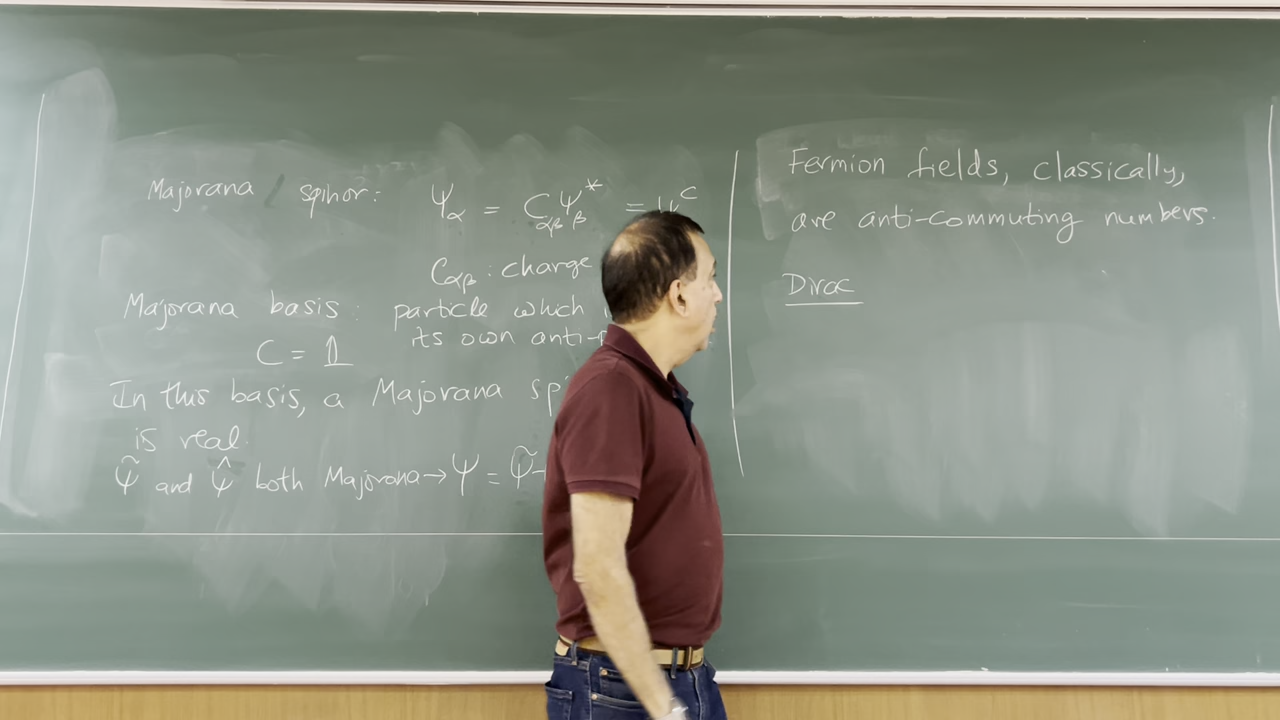 Majorana spinor: Ψ_α = C_αβ Ψ*_β = Ψ^c
C_αβ : charge
Majorana basis: particle which
its own anti-
C = 𝟙
In this basis, a Majorana
is real.
Ψ̃ and Ψ̂ both Majorana → Ψ = Ψ̃
Fermion fields, classically,
are anti-commuting numbers.
Dirac